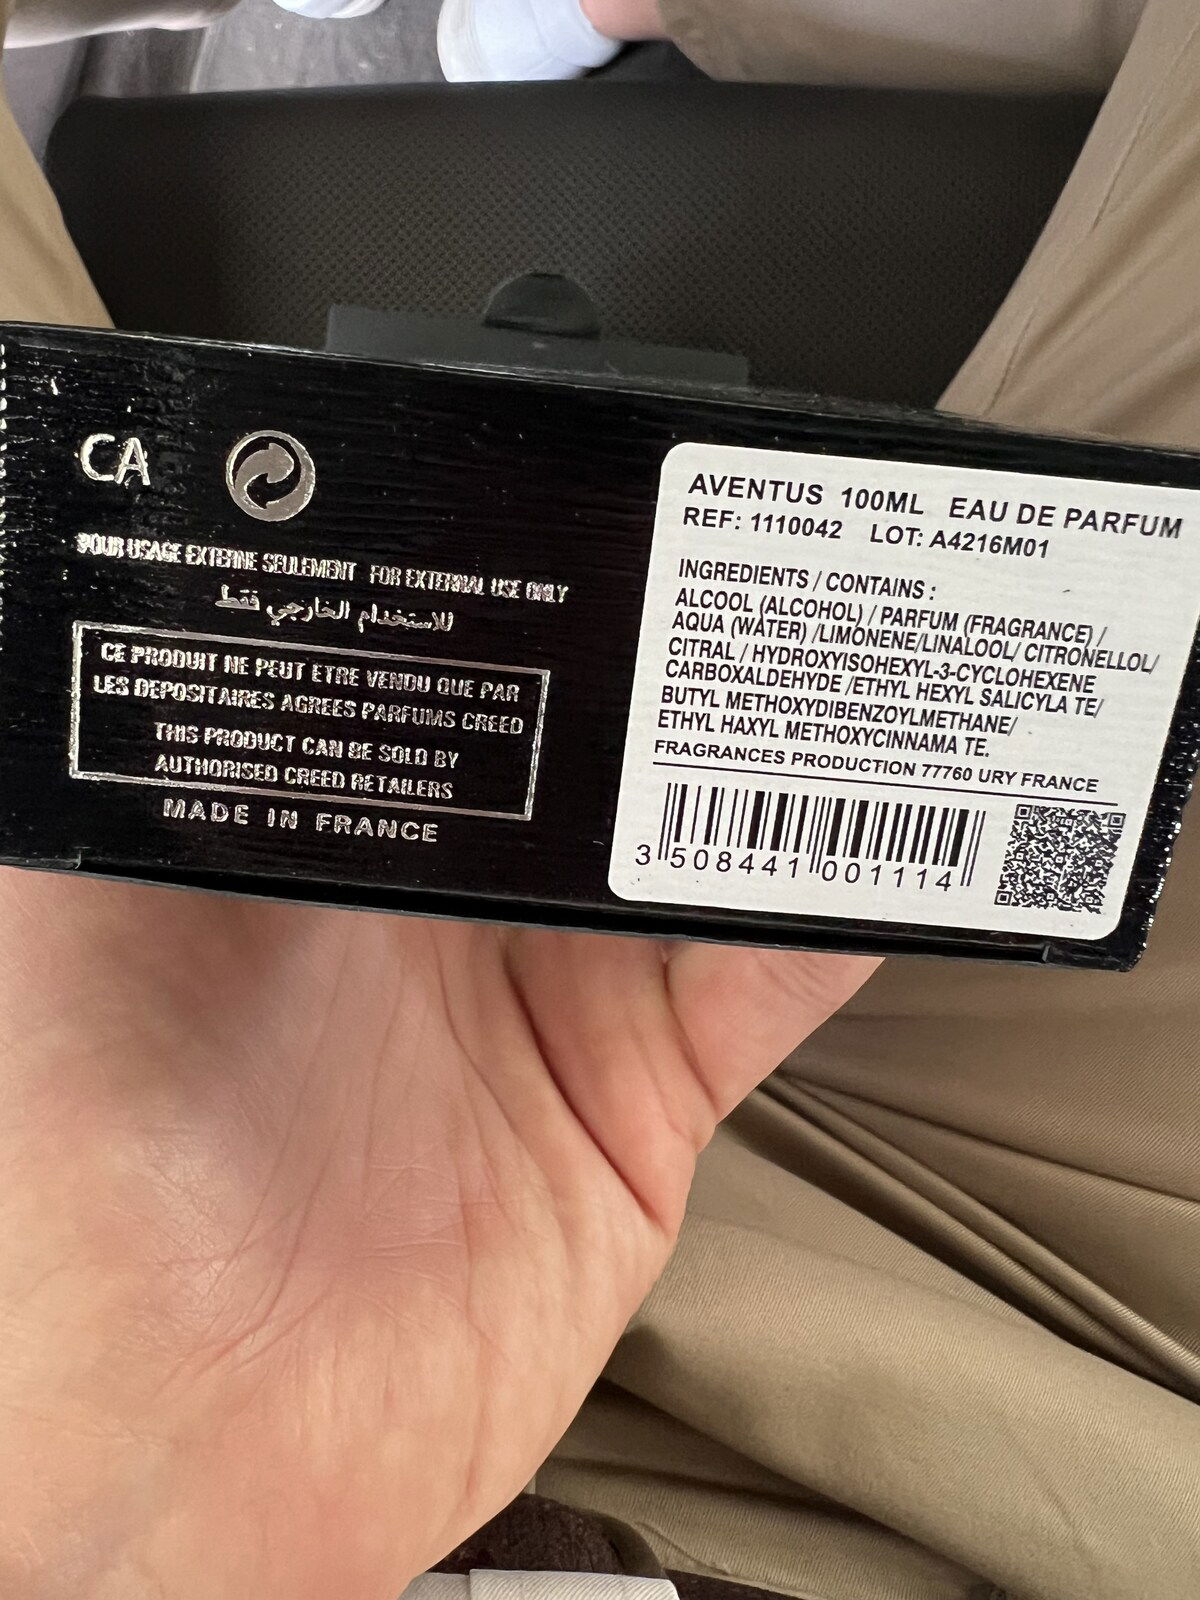 CA
POUR USAGE EXTERNE SEULEMENT FOR EXTERNAL USE ONLY
للاستخدام الخارجي فقط
CE PRODUIT NE PEUT ETRE VENDU QUE PAR
LES DEPOSITAIRES AGREES PARFUMS CREED
THIS PRODUCT CAN BE SOLD BY
AUTHORISED CREED RETAILERS
MADE IN FRANCE
AVENTUS 100ML EAU DE PARFUM
REF: 1110042 LOT: A4216M01
INGREDIENTS / CONTAINS :
ALCOOL (ALCOHOL) / PARFUM (FRAGRANCE) /
AQUA (WATER) /LIMONENE/LINALOOL/ CITRONELLOL/
CITRAL / HYDROXYISOHEXYL-3-CYCLOHEXENE
CARBOXALDEHYDE /ETHYL HEXYL SALICYLA TE/
BUTYL METHOXYDIBENZOYLMETHANE/
ETHYL HAXYL METHOXYCINNAMA TE.
FRAGRANCES PRODUCTION 77760 URY FRANCE
3 508441 001114